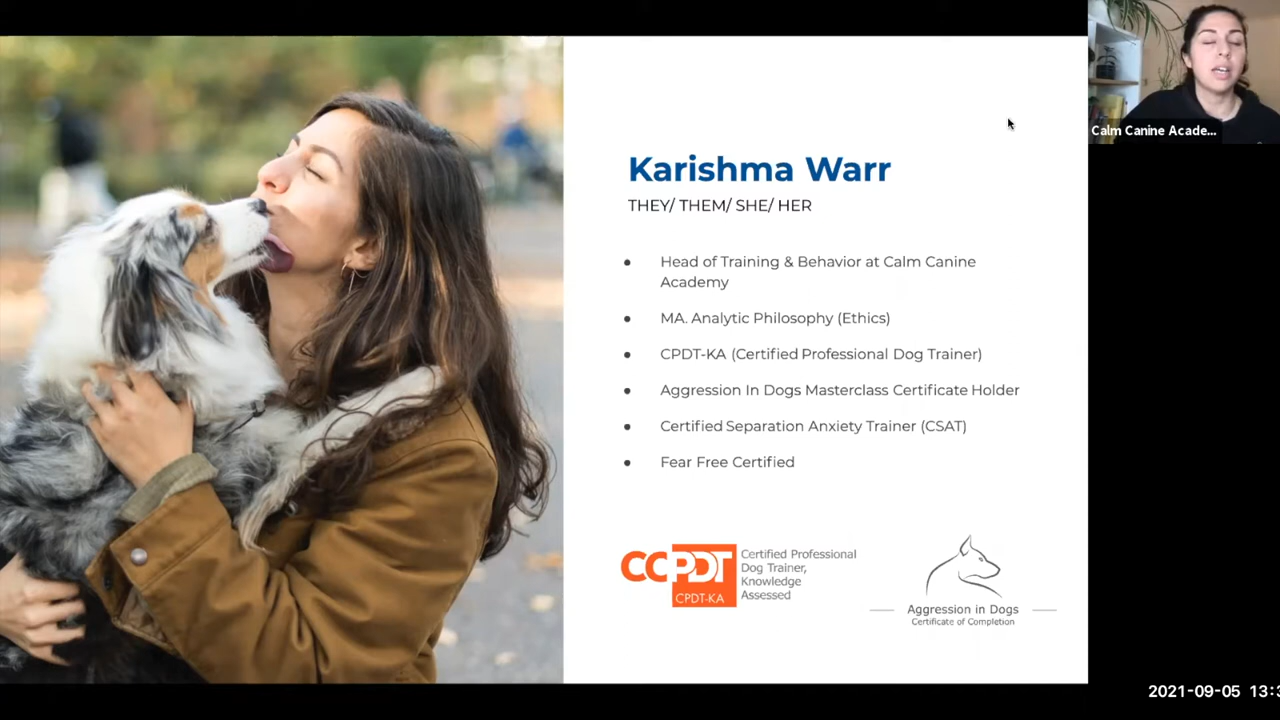 Calm Canine Acade...
Karishma Warr
THEY/ THEM/ SHE/ HER
Head of Training & Behavior at Calm Canine
Academy
MA. Analytic Philosophy (Ethics)
CPDT-KA (Certified Professional Dog Trainer)
Aggression In Dogs Masterclass Certificate Holder
Certified Separation Anxiety Trainer (CSAT)
Fear Free Certified
CCPDT
CPDT-KA
Certified Professional
Dog Trainer,
Knowledge
Assessed
Aggression in Dogs
Certificate of Completion
2021-09-05 13:3